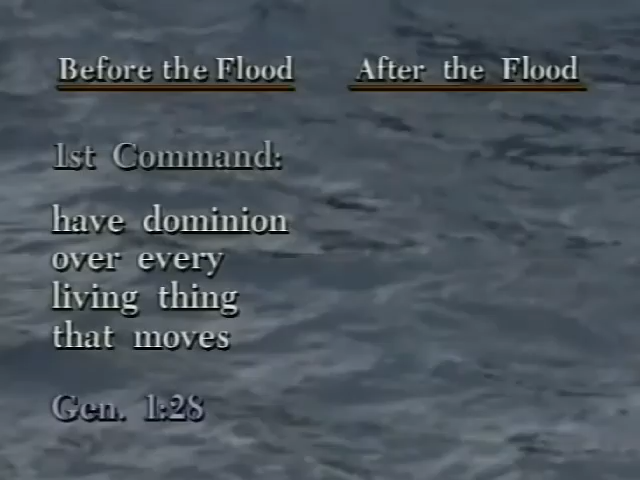 Before the Flood
After the Flood
1st Command:
have dominion
over every
living thing
that moves
Gen. 1:28